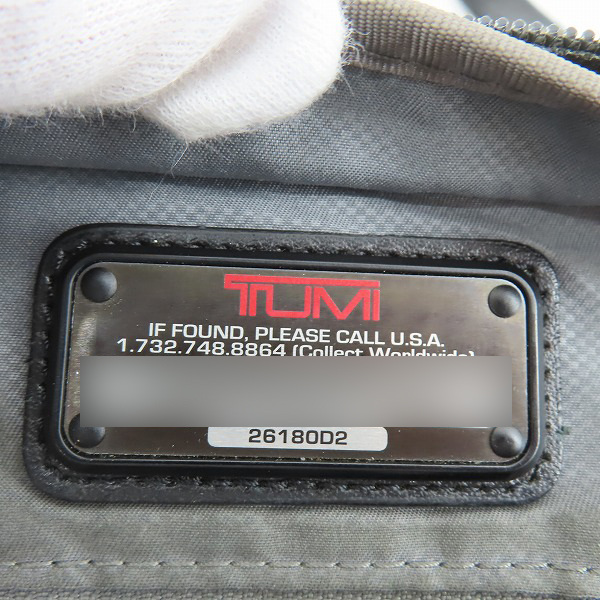 TUMI
IF FOUND, PLEASE CALL U.S.A.
1.732.748.8864 (Collect Worldwide)
26180D2